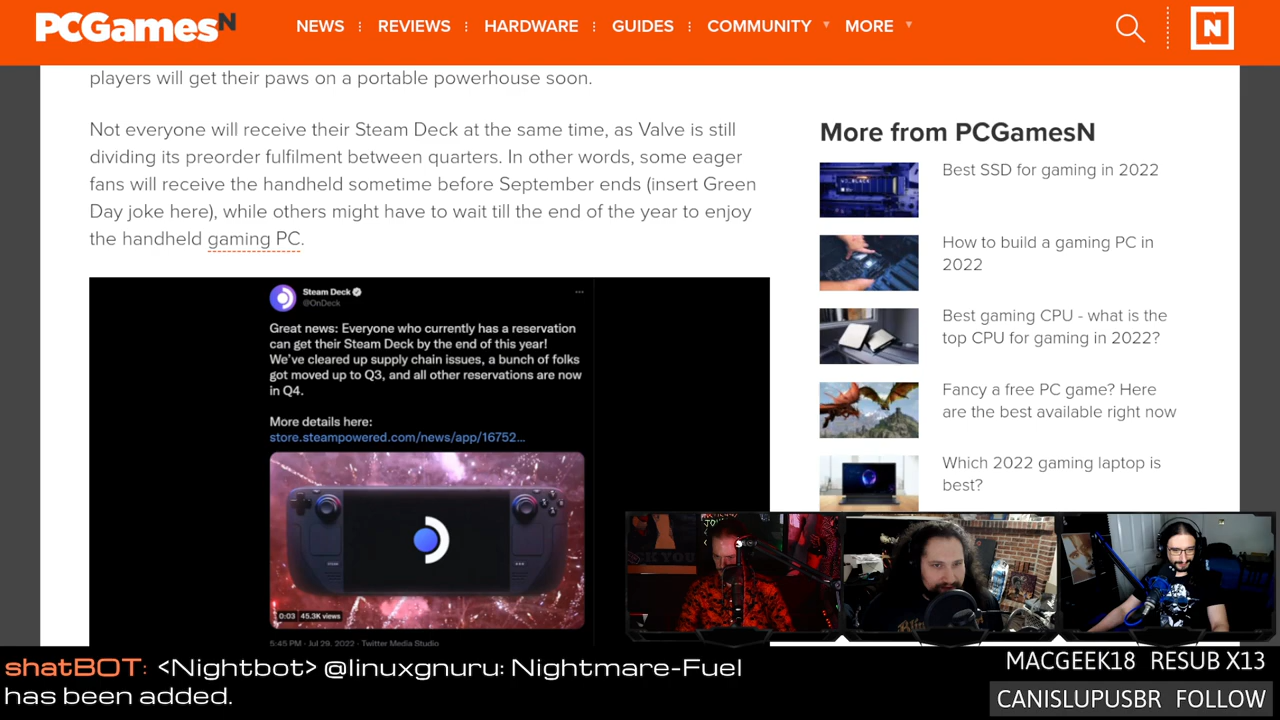 PCGamesN
NEWS
REVIEWS
HARDWARE
GUIDES
COMMUNITY
MORE
N
players will get their paws on a portable powerhouse soon.
Not everyone will receive their Steam Deck at the same time, as Valve is still
dividing its preorder fulfilment between quarters. In other words, some eager
fans will receive the handheld sometime before September ends (insert Green
Day joke here), while others might have to wait till the end of the year to enjoy
the handheld gaming PC.
Steam Deck
@OnDeck
Great news: Everyone who currently has a reservation
can get their Steam Deck by the end of this year!
We've cleared up supply chain issues, a bunch of folks
got moved up to Q3, and all other reservations are now
in Q4.
More details here:
store.steampowered.com/news/app/16752...
0:03 45.3K views
5:45 PM · Jul 29, 2022 · Twitter Media Studio
More from PCGamesN
Best SSD for gaming in 2022
How to build a gaming PC in
2022
Best gaming CPU - what is the
top CPU for gaming in 2022?
Fancy a free PC game? Here
are the best available right now
Which 2022 gaming laptop is
best?
shatBOT: <Nightbot> @linuxgnuru: Nightmare-Fuel
has been added.
MACGEEK18 RESUB X13
CANISLUPUSBR FOLLOW